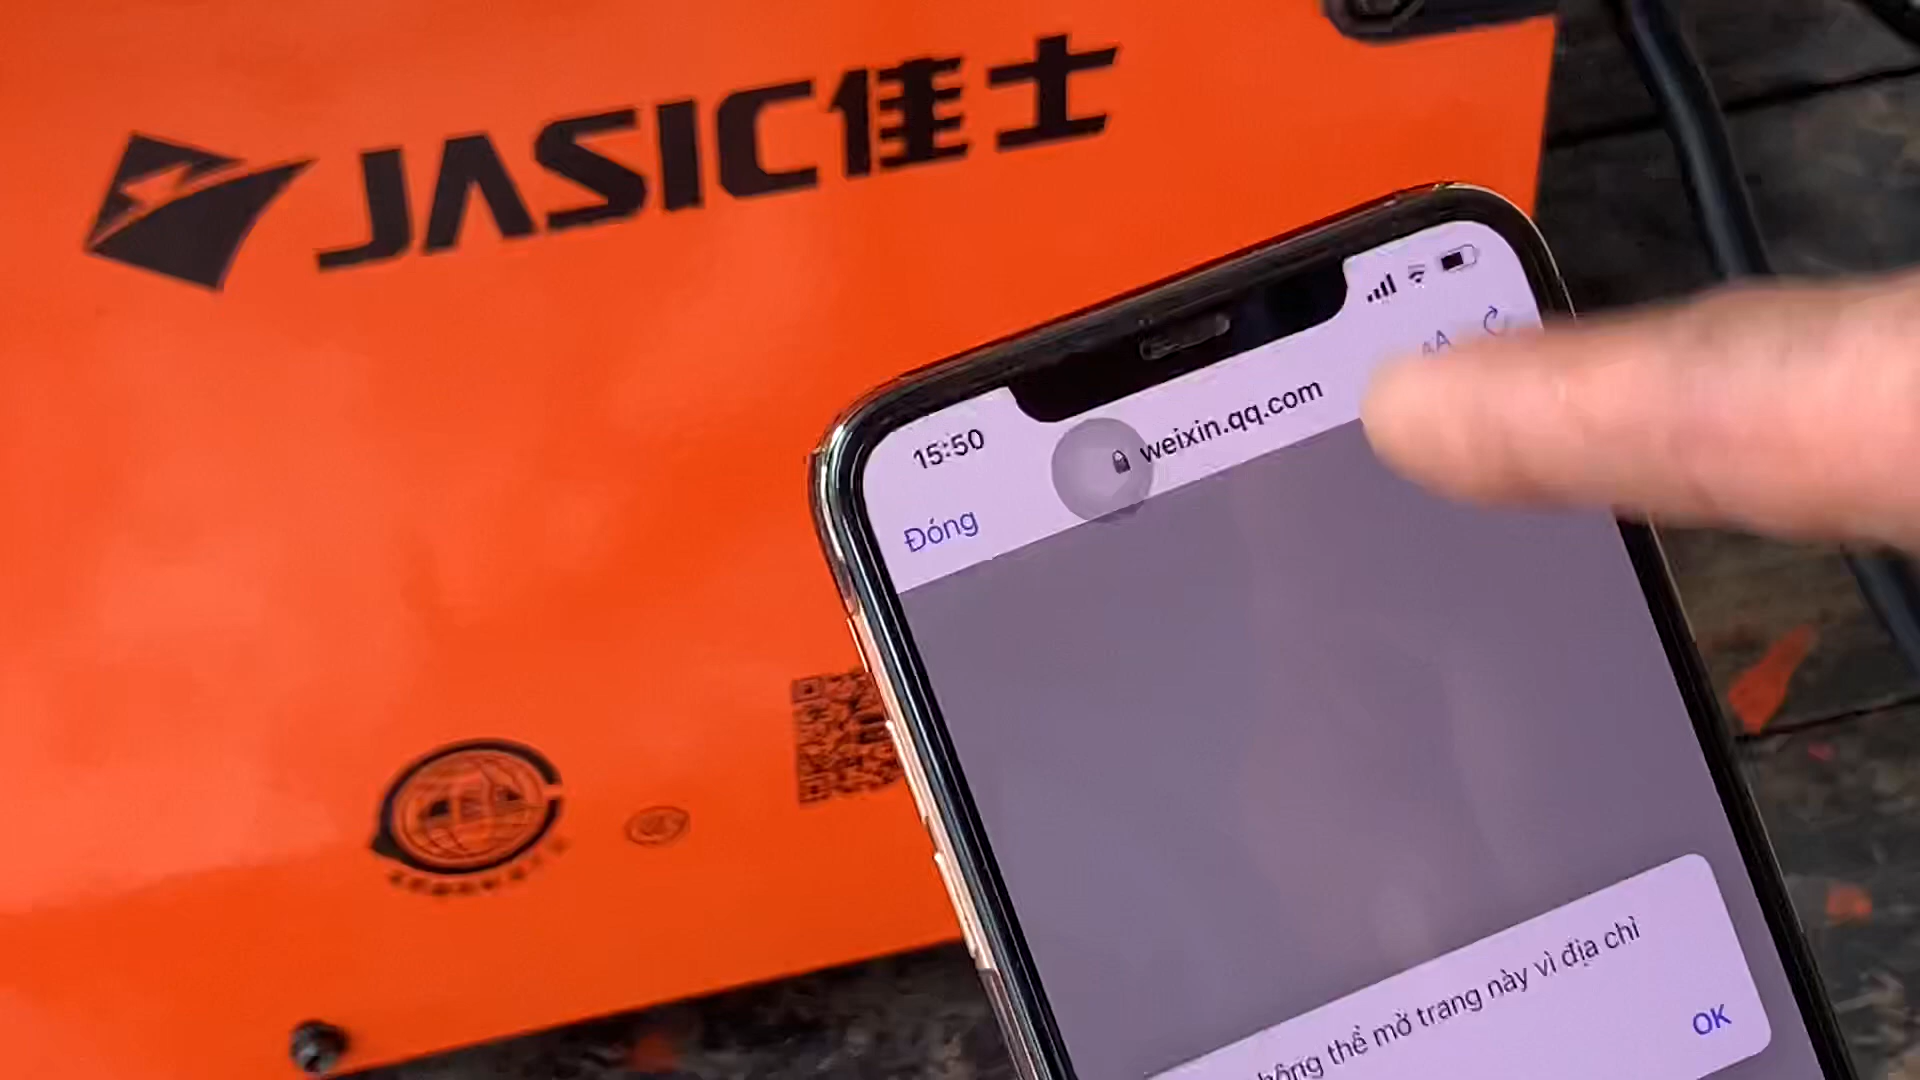 JASIC佳士
15:50
weixin.qq.com
AA
Đóng
thể mở trang này vì địa chỉ
OK